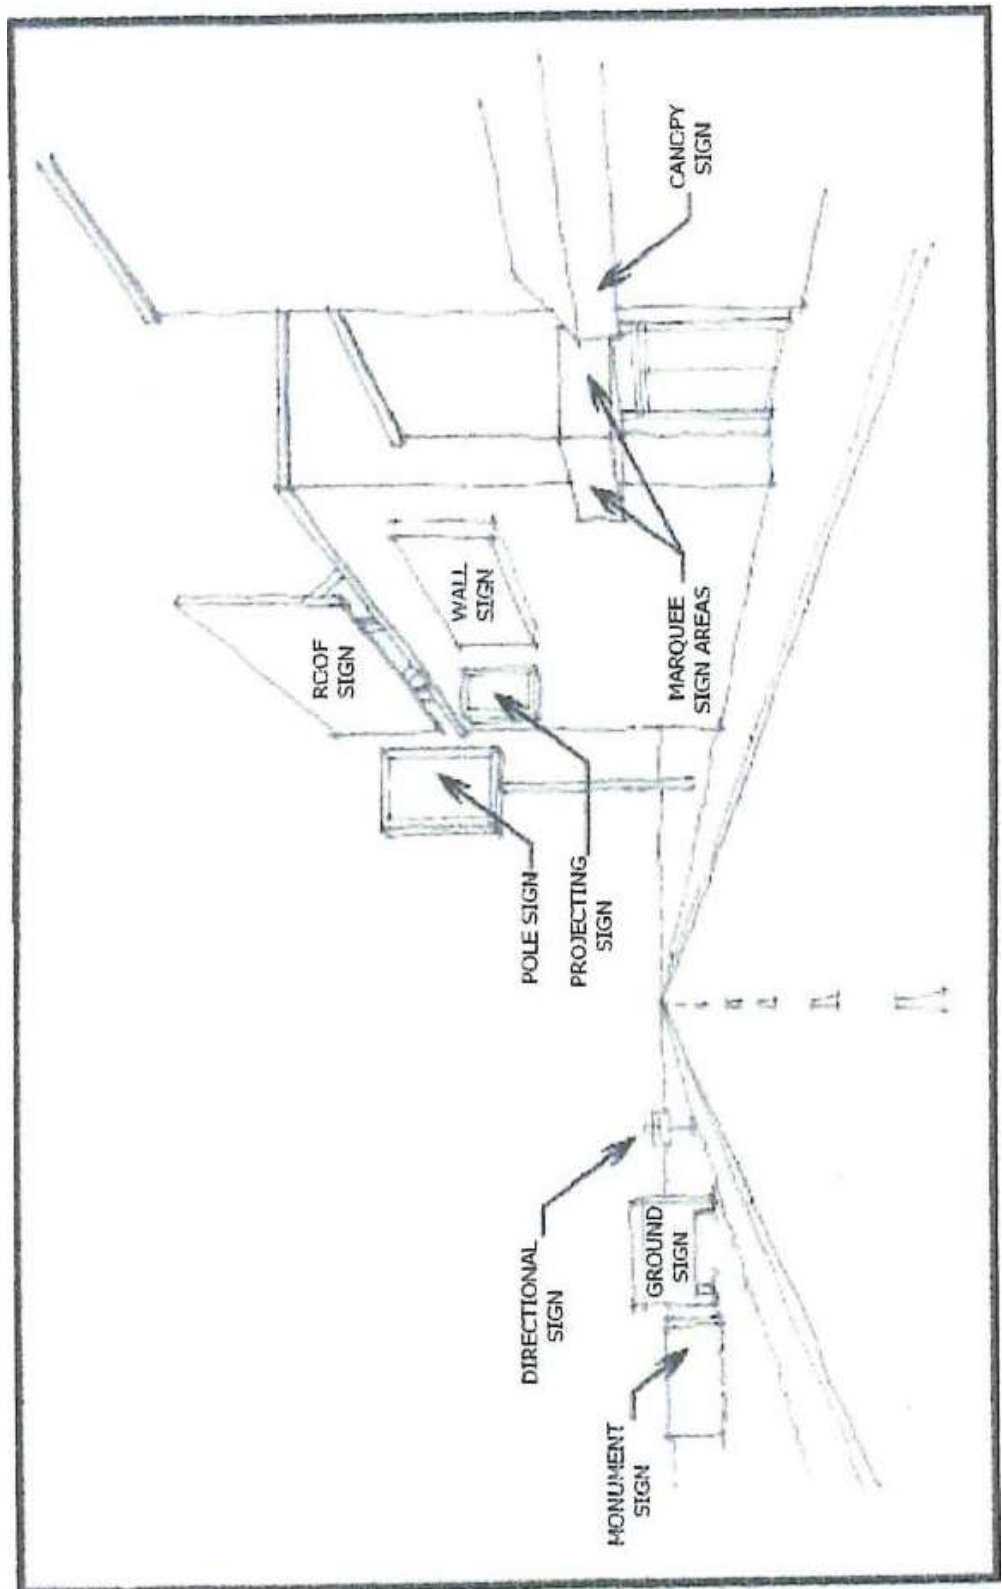 ROOF
SIGN
WALL
SIGN
POLE SIGN
PROJECTING
SIGN
CANOPY
SIGN
MARQUEE
SIGN AREAS
DIRECTIONAL
SIGN
GROUND
SIGN
MONUMENT
SIGN